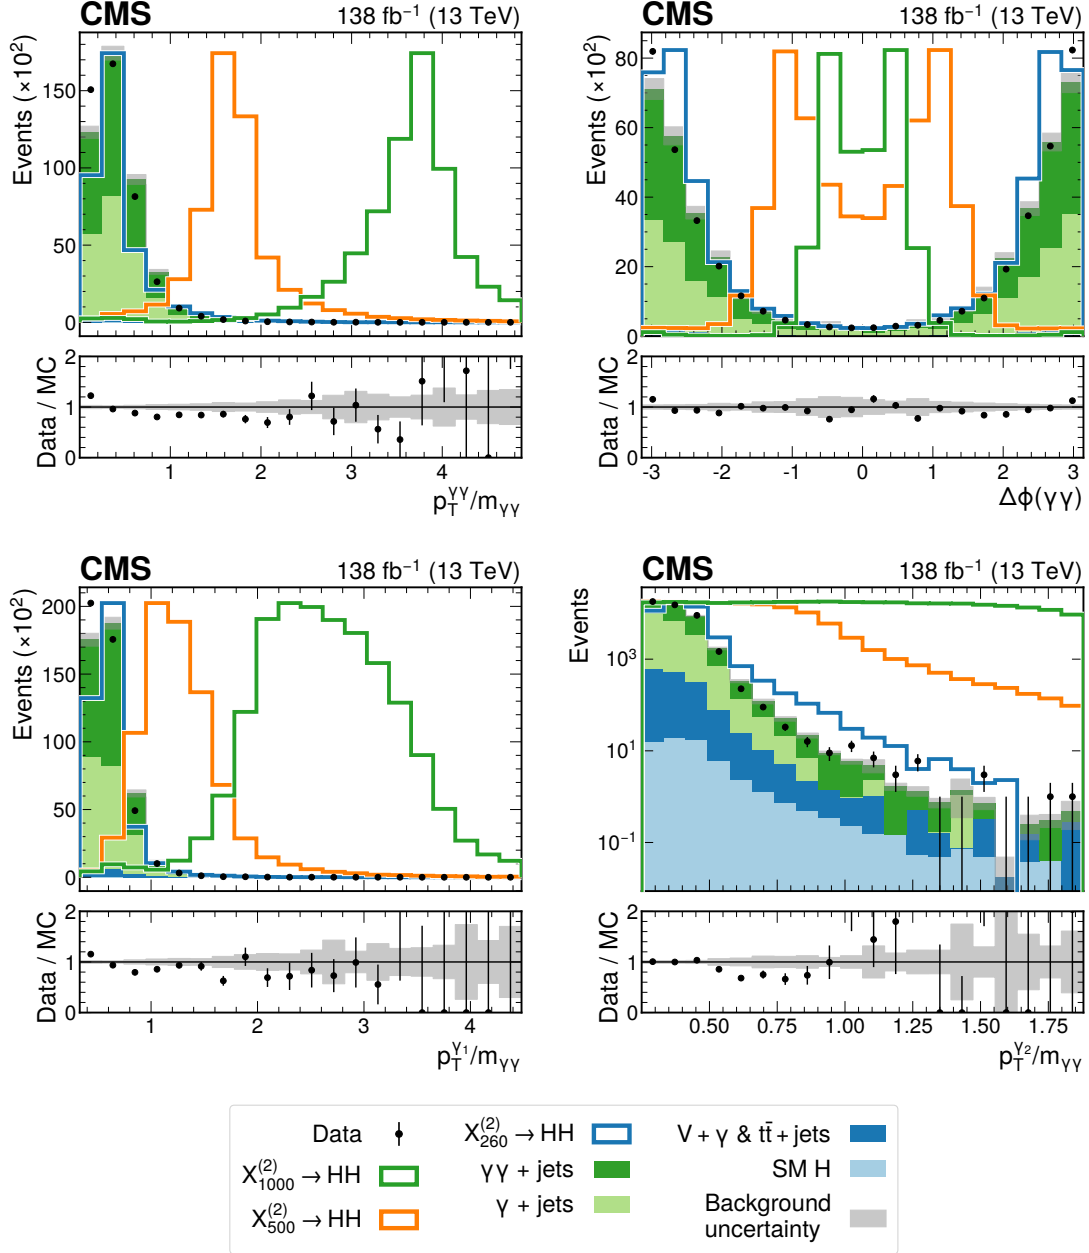 CMS 138 fb⁻¹ (13 TeV)
Events (×10²)
150
100
50
0
Data / MC
2
1
0
1 2 3 4
p_T^γγ/m_γγ
CMS 138 fb⁻¹ (13 TeV)
Events (×10²)
80
60
40
20
0
Data / MC
2
1
0
-3 -2 -1 0 1 2 3
Δϕ(γγ)
CMS 138 fb⁻¹ (13 TeV)
Events (×10²)
200
150
100
50
0
Data / MC
2
1
0
1 2 3 4
p_T^γ₁/m_γγ
CMS 138 fb⁻¹ (13 TeV)
Events
10³
10¹
10⁻¹
Data / MC
2
1
0
0.50 0.75 1.00 1.25 1.50 1.75
p_T^γ₂/m_γγ
Data
X_1000^(2) → HH
X_500^(2) → HH
X_260^(2) → HH
γγ + jets
γ + jets
V + γ & tt̄ + jets
SM H
Background
uncertainty